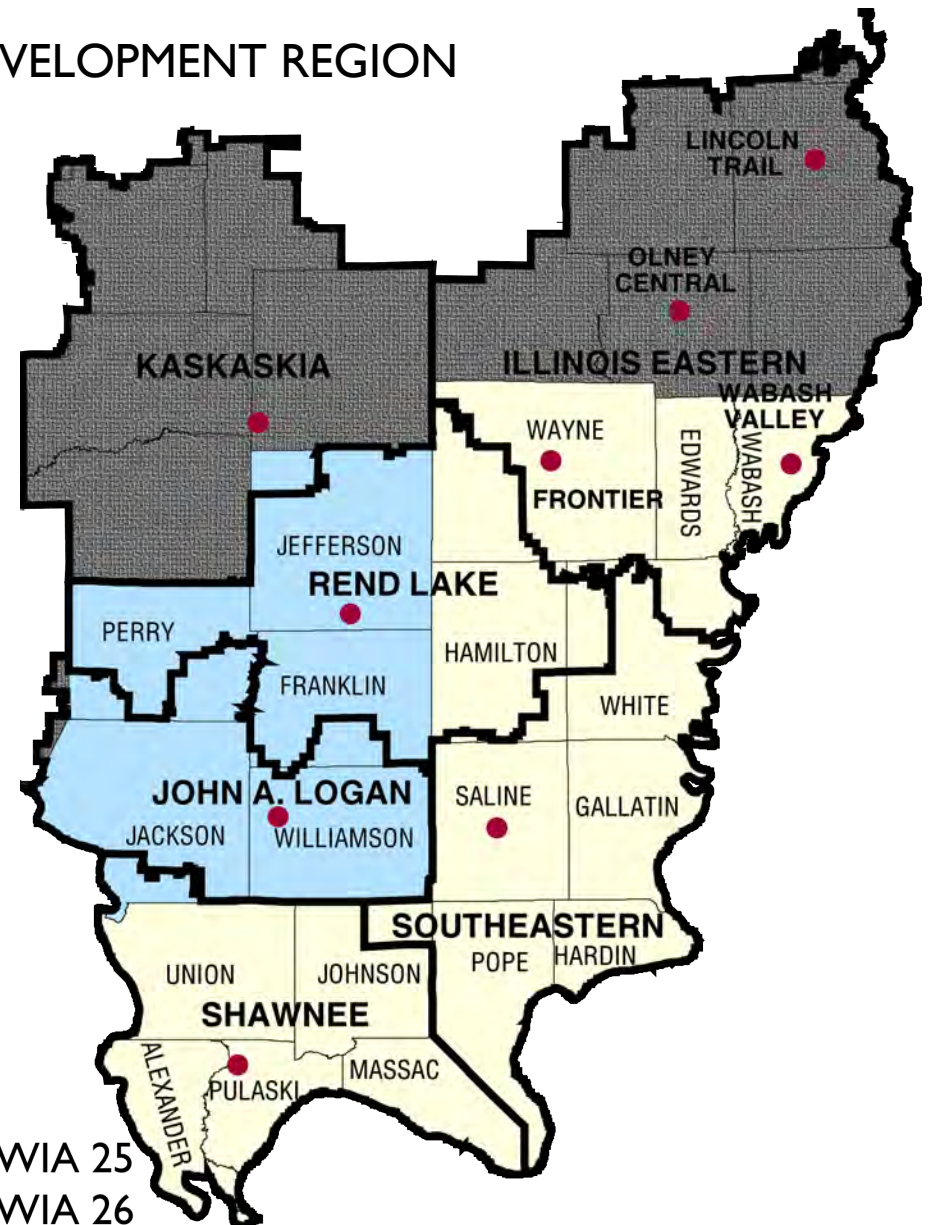 VELOPMENT REGION
LINCOLN
TRAIL
OLNEY
CENTRAL
KASKASKIA
ILLINOIS EASTERN
WABASH
VALLEY
WAYNE
EDWARDS
WABASH
FRONTIER
JEFFERSON
REND LAKE
PERRY
HAMILTON
FRANKLIN
WHITE
JOHN A. LOGAN
SALINE
GALLATIN
JACKSON
WILLIAMSON
SOUTHEASTERN
POPE
HARDIN
UNION
JOHNSON
SHAWNEE
ALEXANDER
MASSAC
PULASKI
WIA 25
WIA 26